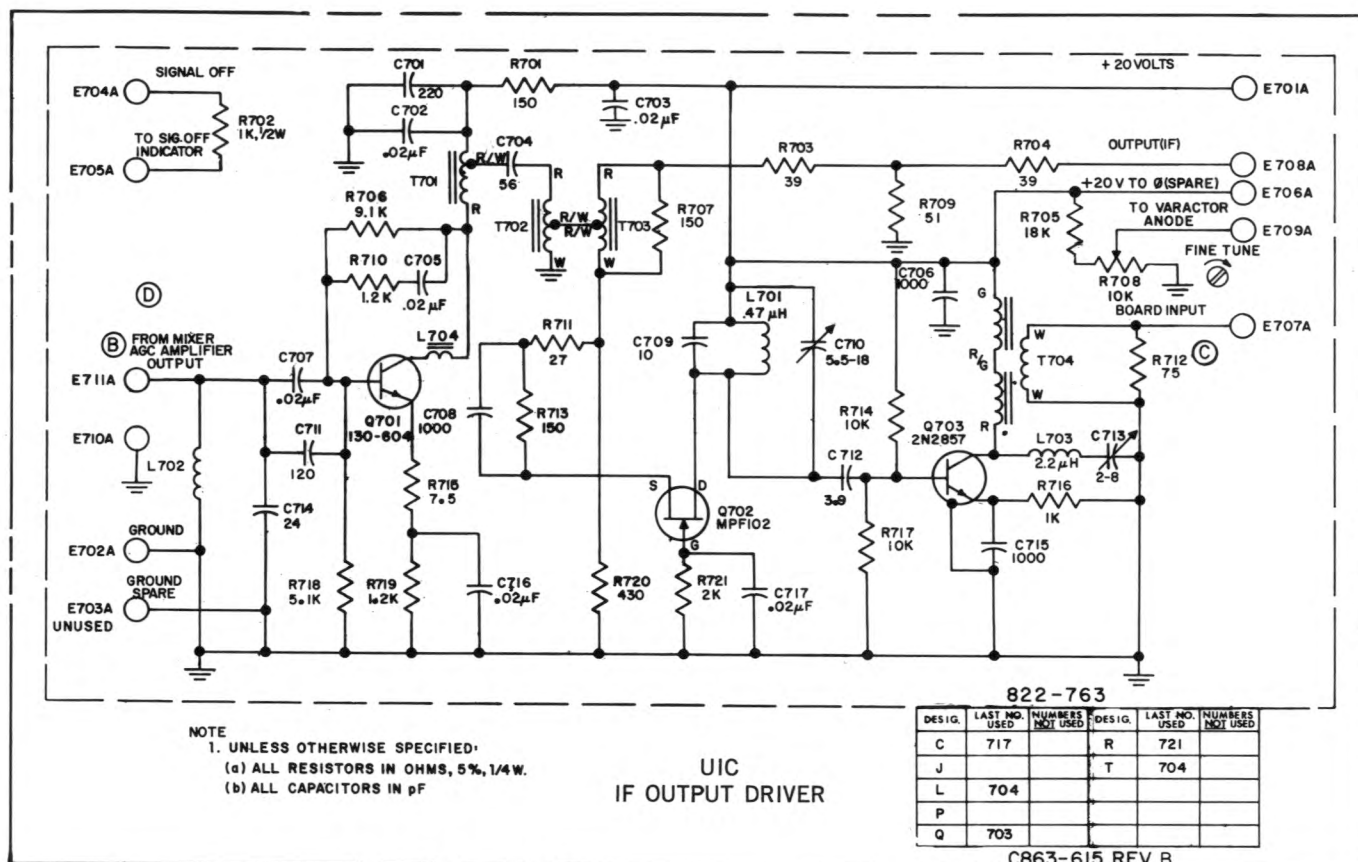 SIGNAL OFF
E704A
R702
1K,1/2W
TO SIG.OFF
INDICATOR
E705A
C701
220
C702
.02µF
R701
150
C703
.02µF
+20 VOLTS
E701A
C704
R/W
56
T701
R
R706
9.1K
R710
1.2K
C705
.02µF
R
T702
W
R/W
R/W
R
T703
W
R707
150
R703
39
R709
51
R704
39
OUTPUT(IF)
E708A
+20 V TO Ø(SPARE)
E706A
R705
18K
TO VARACTOR
ANODE
E709A
FINE TUNE
R708
10K
BOARD INPUT
E707A
C
D
B
FROM MIXER
AGC AMPLIFIER
OUTPUT
E711A
E710A
L702
C707
.02µF
C711
120
C714
24
L704
Q701
130-604
C708
1000
R711
27
R713
150
R715
7.5
GROUND
E702A
GROUND
SPARE
E703A
UNUSED
R718
5.1K
R719
1.2K
C716
.02µF
R720
430
S
D
G
Q702
MPF102
R721
2K
C717
.02µF
C709
10
L701
.47µH
C710
5.5-18
C706
1000
R714
10K
C712
3.9
R717
10K
Q703
2N2857
G
R/G
R
T704
W
W
R712
75
L703
2.2µH
C713
2-8
R716
1K
C715
1000
822-763
DESIG. LAST NO. USED NUMBERS NOT USED DESIG. LAST NO. USED NUMBERS NOT USED
C 717 R 721
J T 704
L 704
P
Q 703
C863-615 REV B
NOTE
1. UNLESS OTHERWISE SPECIFIED:
(a) ALL RESISTORS IN OHMS, 5%, 1/4W.
(b) ALL CAPACITORS IN pF
UIC
IF OUTPUT DRIVER